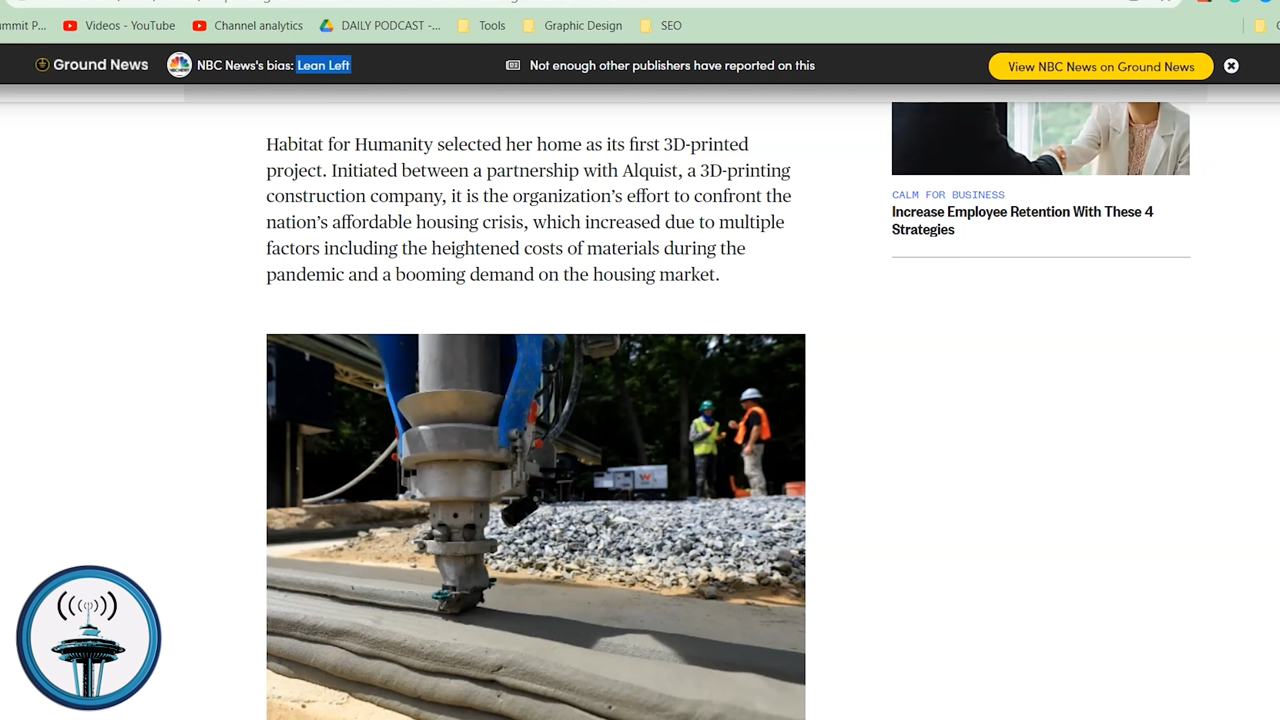 ummit P...
Videos - YouTube
Channel analytics
DAILY PODCAST -...
Tools
Graphic Design
SEO
Ground News
NBC News's bias: Lean Left
Not enough other publishers have reported on this
View NBC News on Ground News
Habitat for Humanity selected her home as its first 3D-printed
project. Initiated between a partnership with Alquist, a 3D-printing
construction company, it is the organization’s effort to confront the
nation’s affordable housing crisis, which increased due to multiple
factors including the heightened costs of materials during the
pandemic and a booming demand on the housing market.
CALM FOR BUSINESS
Increase Employee Retention With These 4
Strategies